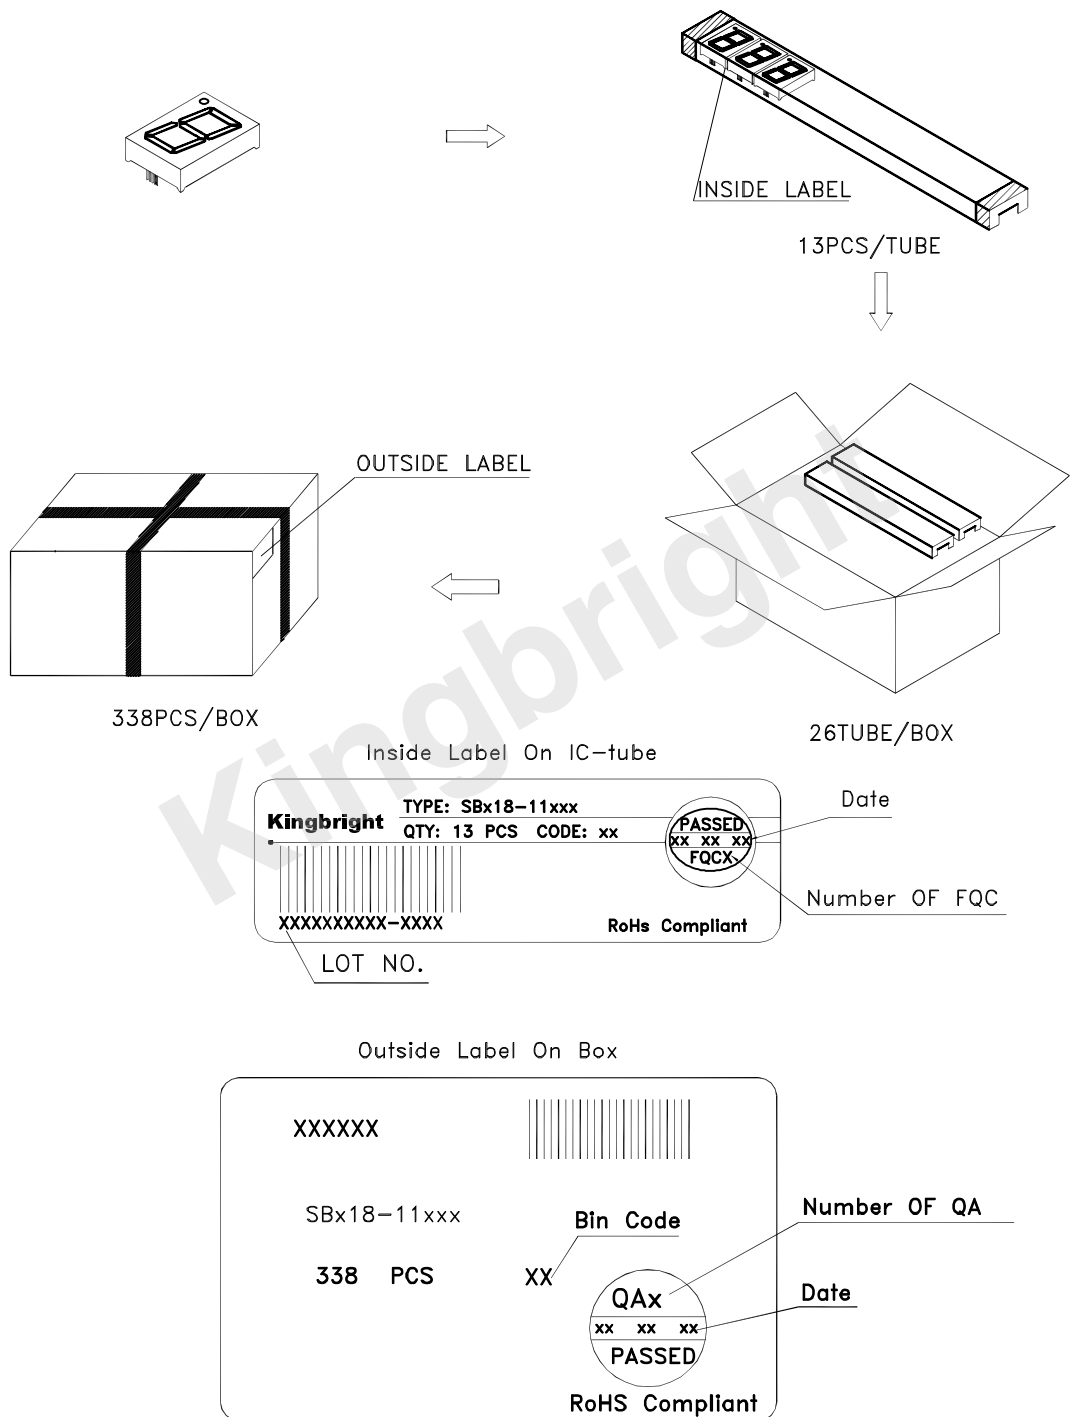 INSIDE LABEL
13PCS/TUBE
OUTSIDE LABEL
338PCS/BOX
26TUBE/BOX
Kingbright
Inside Label On IC-tube
Kingbright
TYPE: SBx18-11xxx
QTY: 13 PCS CODE: xx
PASSED
xx xx xx
FQCX
Date
Number OF FQC
XXXXXXXXXX-XXXX
RoHs Compliant
LOT NO.
Outside Label On Box
XXXXXX
SBx18-11xxx
Bin Code
Number OF QA
338 PCS
XX
QAx
Date
xx xx xx
PASSED
RoHS Compliant